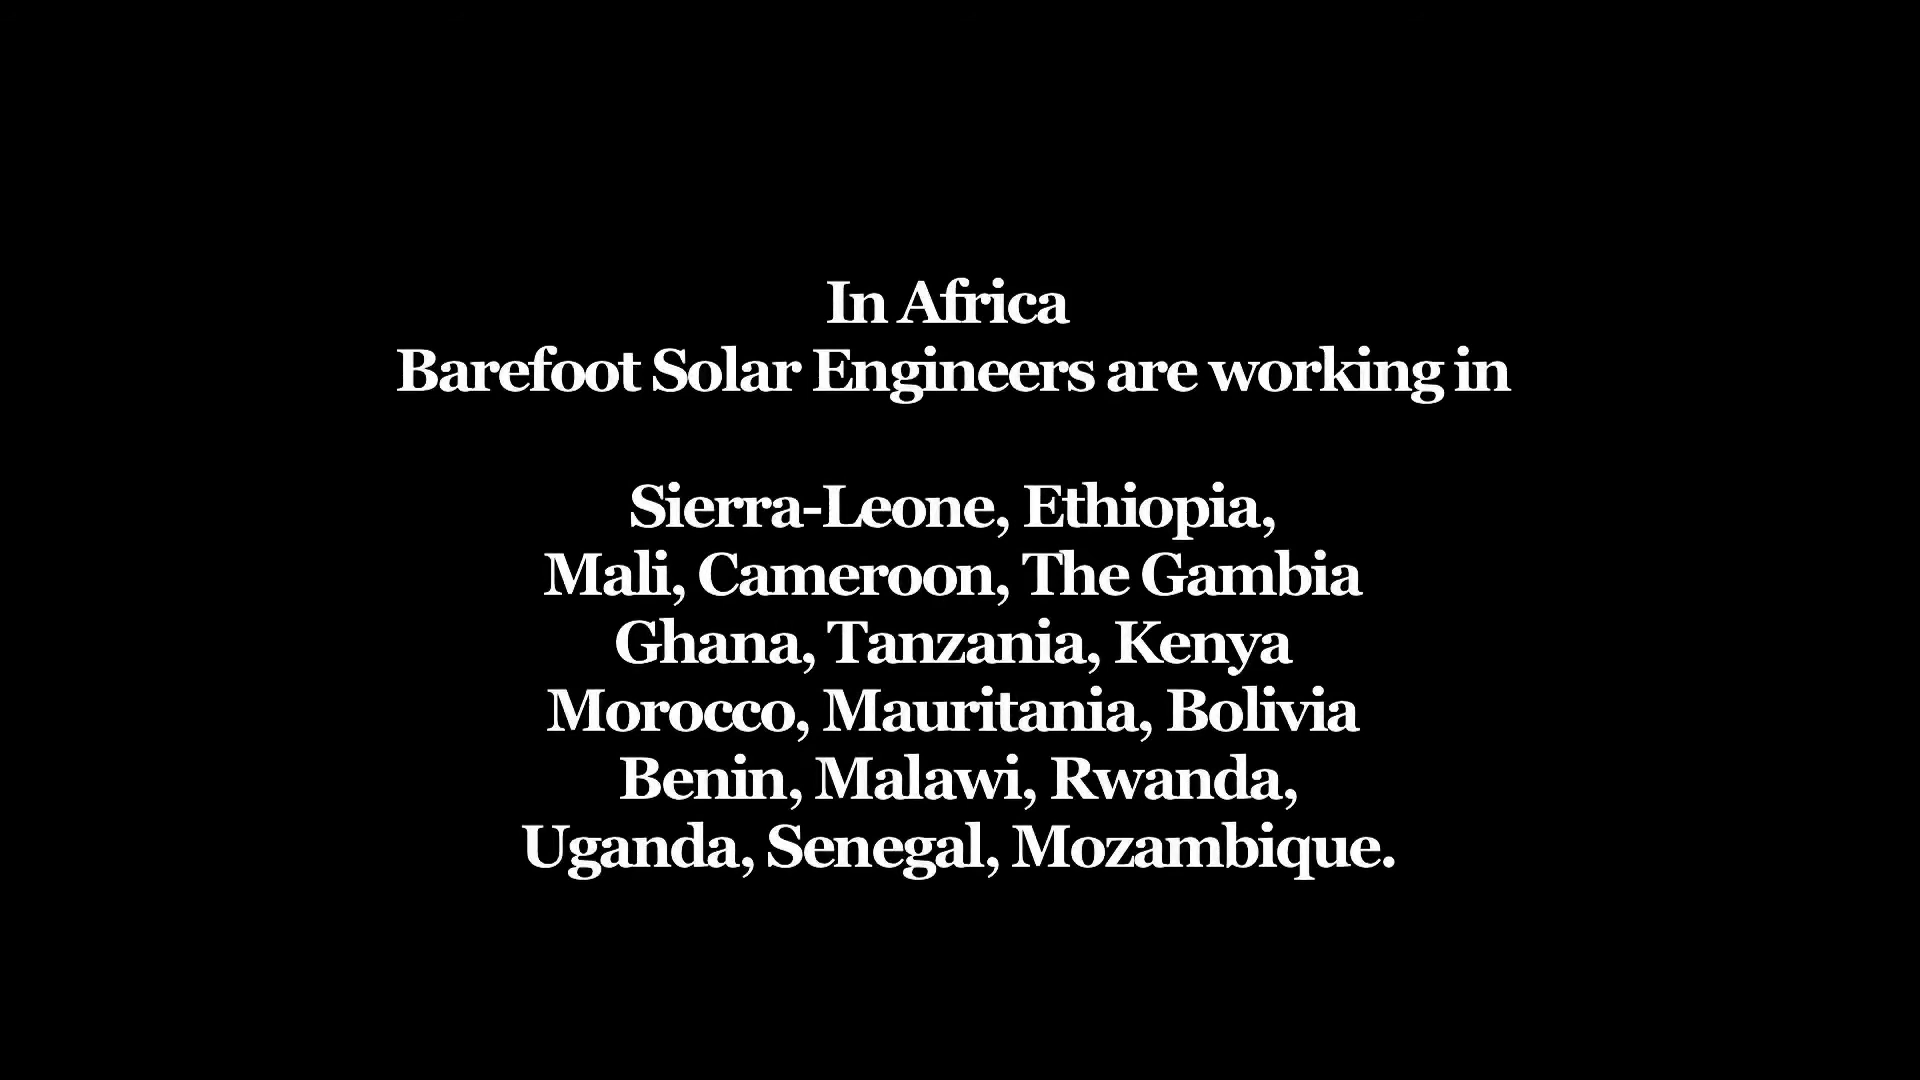 In Africa
Barefoot Solar Engineers are working in
Sierra-Leone, Ethiopia,
Mali, Cameroon, The Gambia
Ghana, Tanzania, Kenya
Morocco, Mauritania, Bolivia
Benin, Malawi, Rwanda,
Uganda, Senegal, Mozambique.